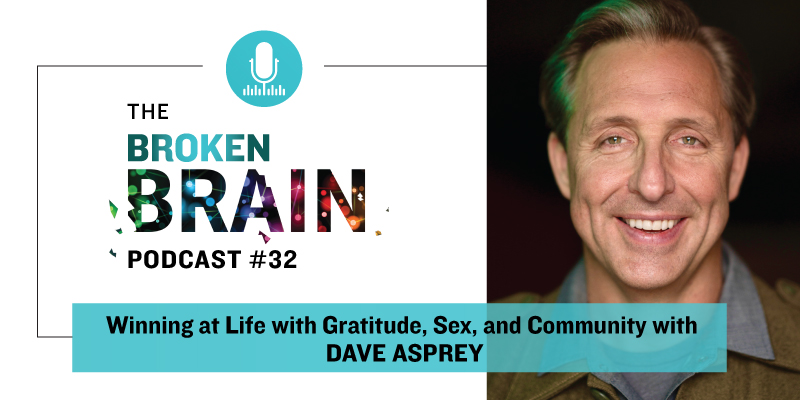 THE
BROKEN
BRAIN
PODCAST #32
Winning at Life with Gratitude, Sex, and Community with
DAVE ASPREY